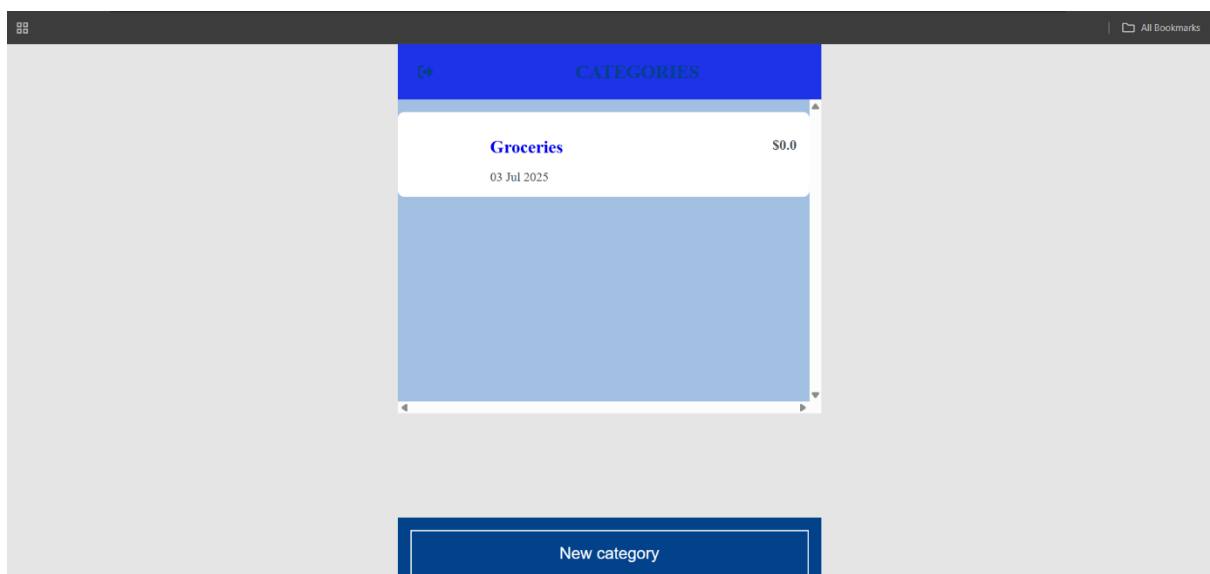 All Bookmarks
CATEGORIES
Groceries
$0.0
03 Jul 2025
New category